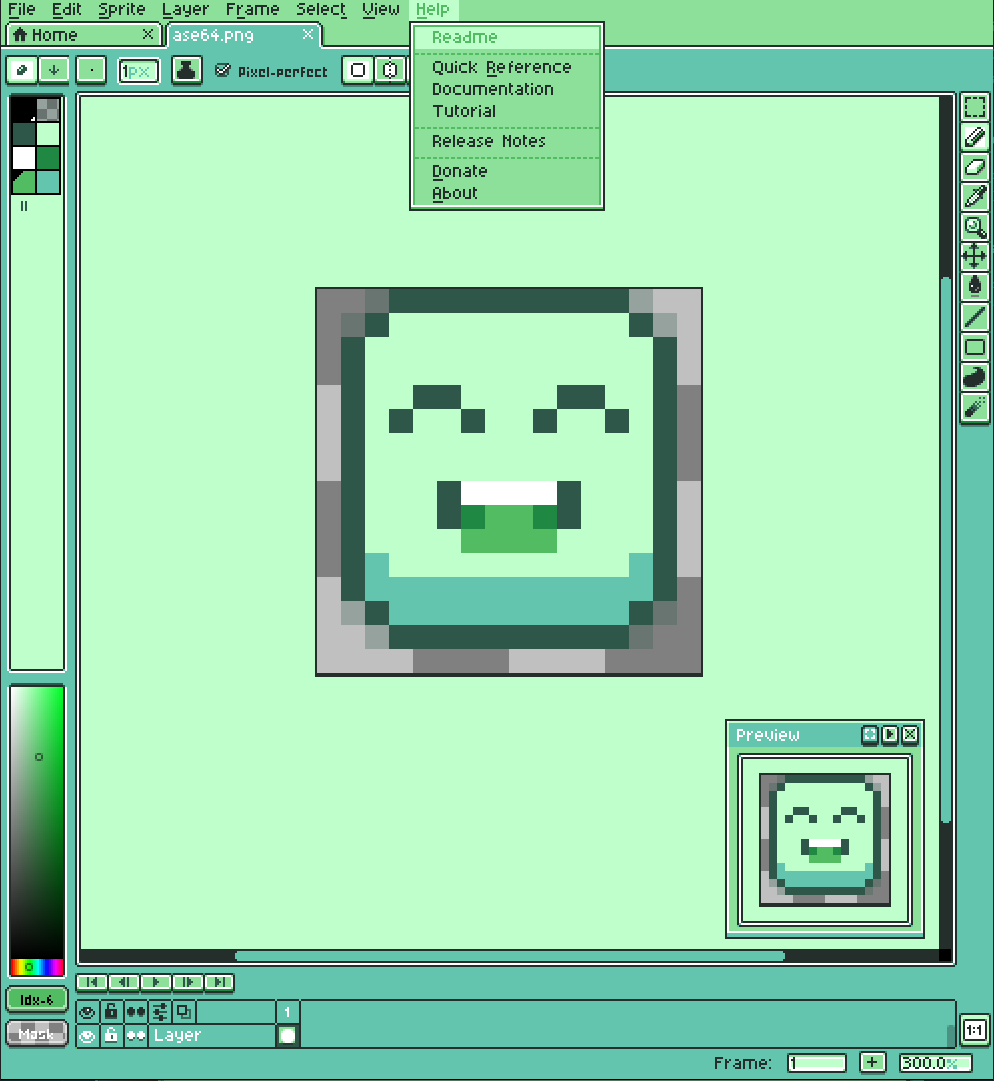 File Edit Sprite Layer Frame Select View Help
Home ase64.png
1px Pixel-perfect
Readme
Quick Reference
Documentation
Tutorial
Release Notes
Donate
About
Preview
Idx-6
Mask
1
Layer
1:1
Frame: 1 + 300.0%